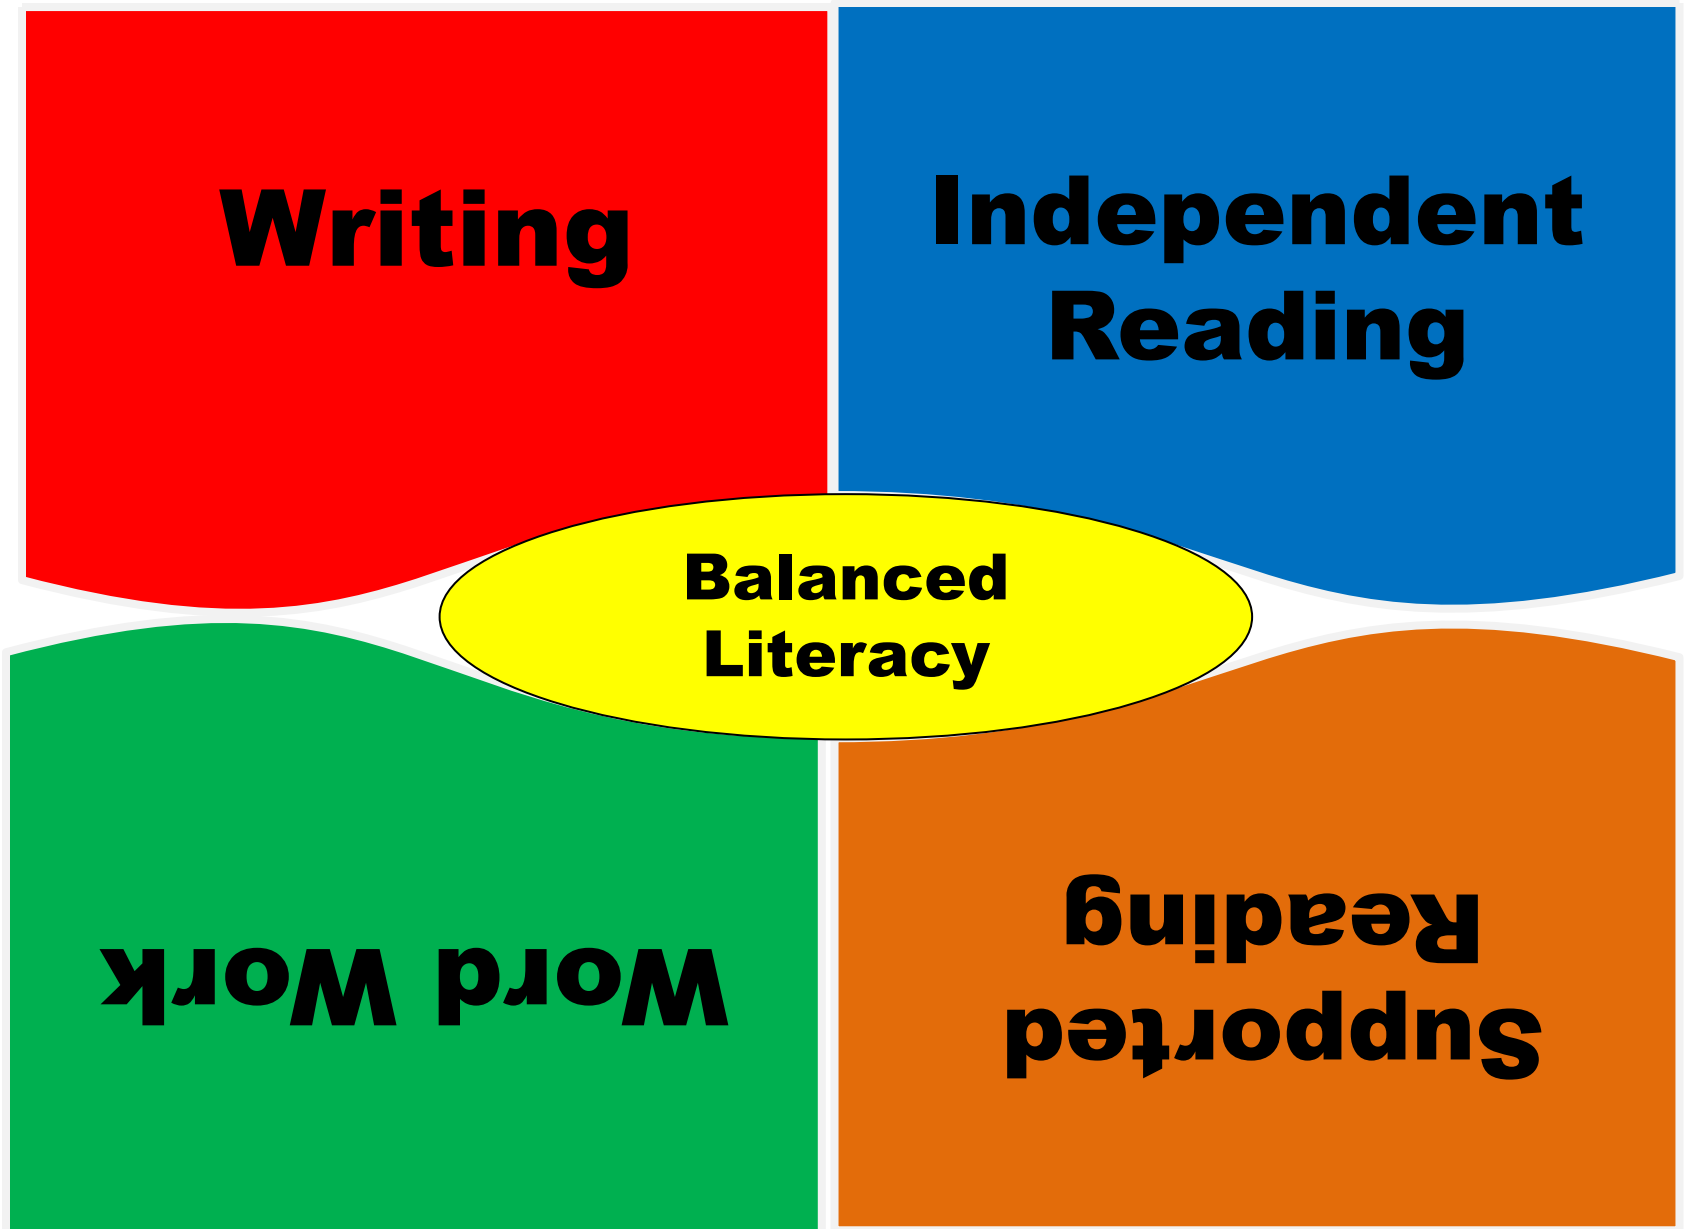 Writing
Independent
Reading
Balanced
Literacy
Word Work
Supported
Reading